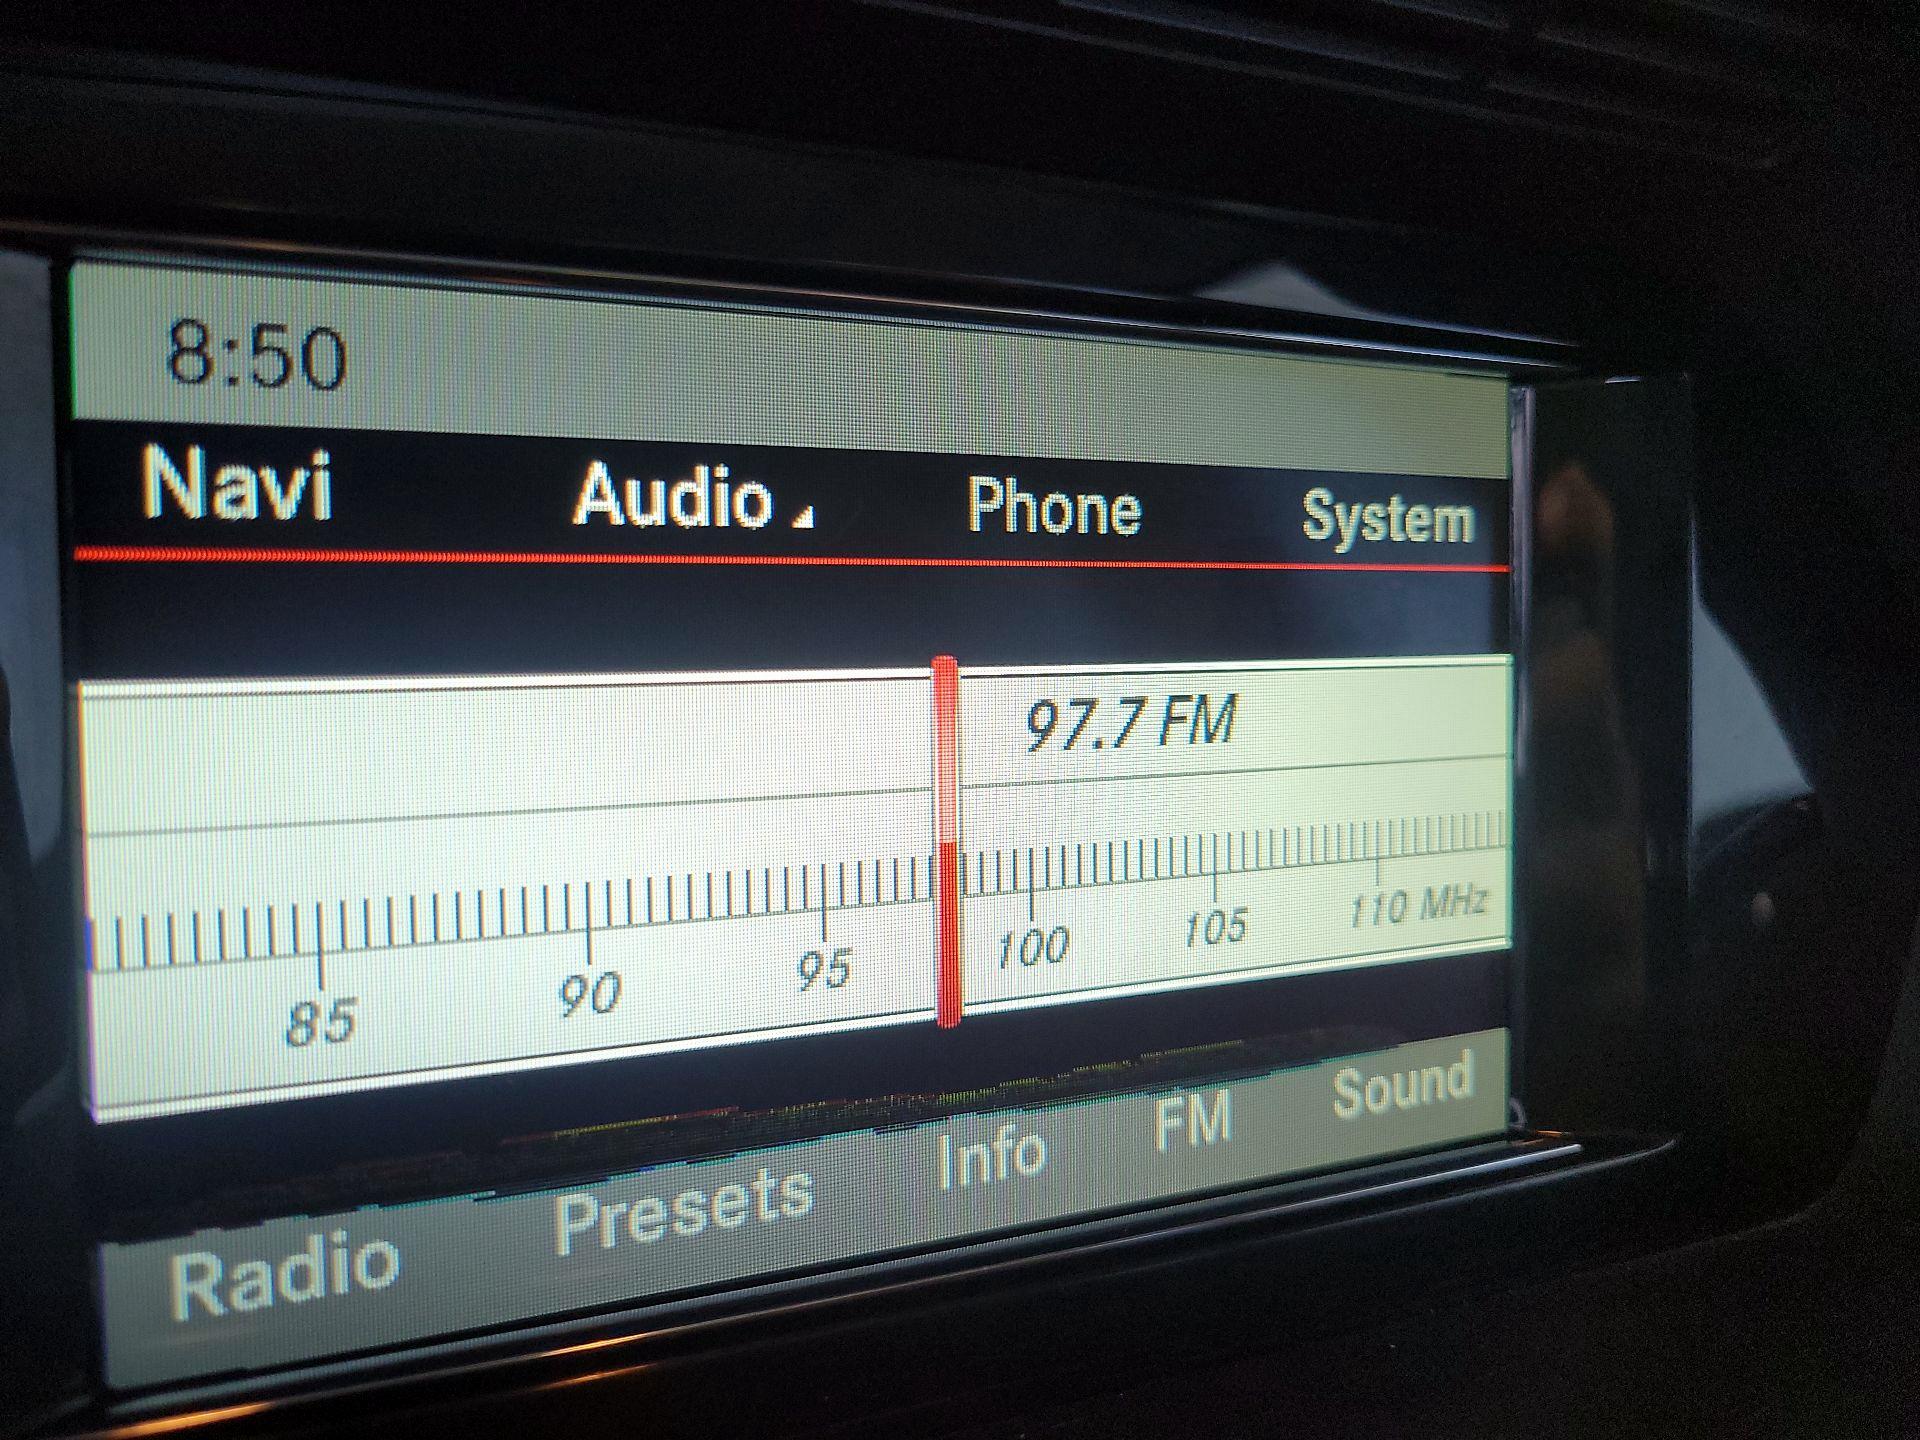 8:50
Navi Audio Phone System
97.7 FM
85 90 95 100 105 110 MHz
Radio Presets Info FM Sound